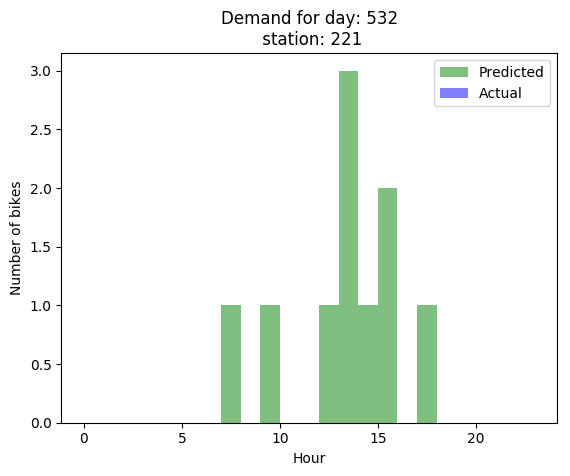 Demand for day: 532
station: 221
Predicted
Actual
Number of bikes
3.0
2.5
2.0
1.5
1.0
0.5
0.0
0
5
10
15
20
Hour